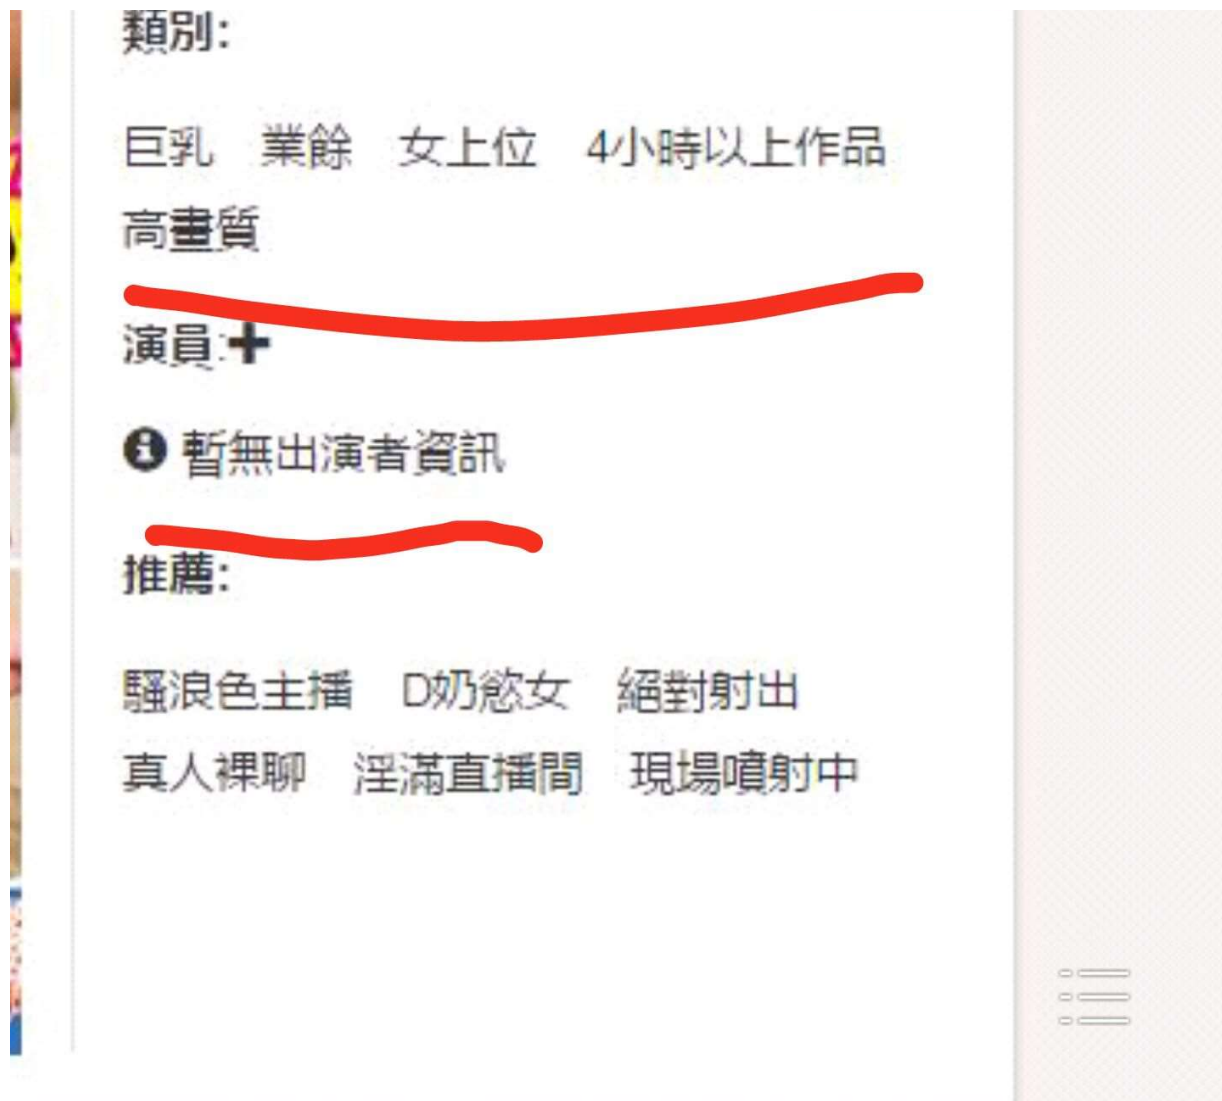 類別:
巨乳 業餘 女上位 4小時以上作品
高畫質
演員:
暫無出演者資訊
推薦:
騷浪色主播 D奶慾女 絕對射出
真人裸聊 淫滿直播間 現場噴射中